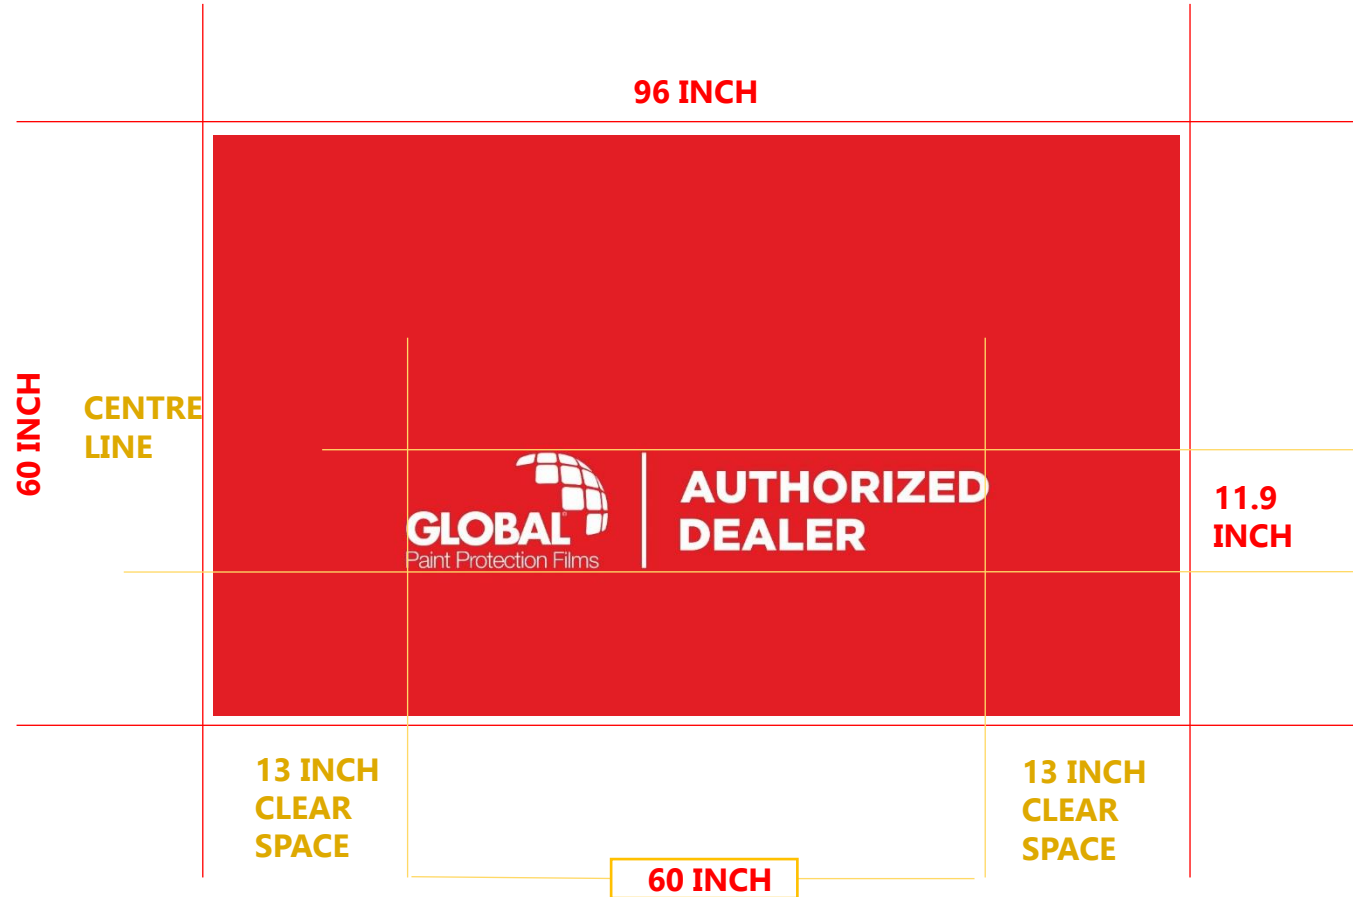 96 INCH
60 INCH
CENTRE
LINE
GLOBAL
Paint Protection Films
AUTHORIZED
DEALER
11.9
INCH
13 INCH
CLEAR
SPACE
13 INCH
CLEAR
SPACE
60 INCH